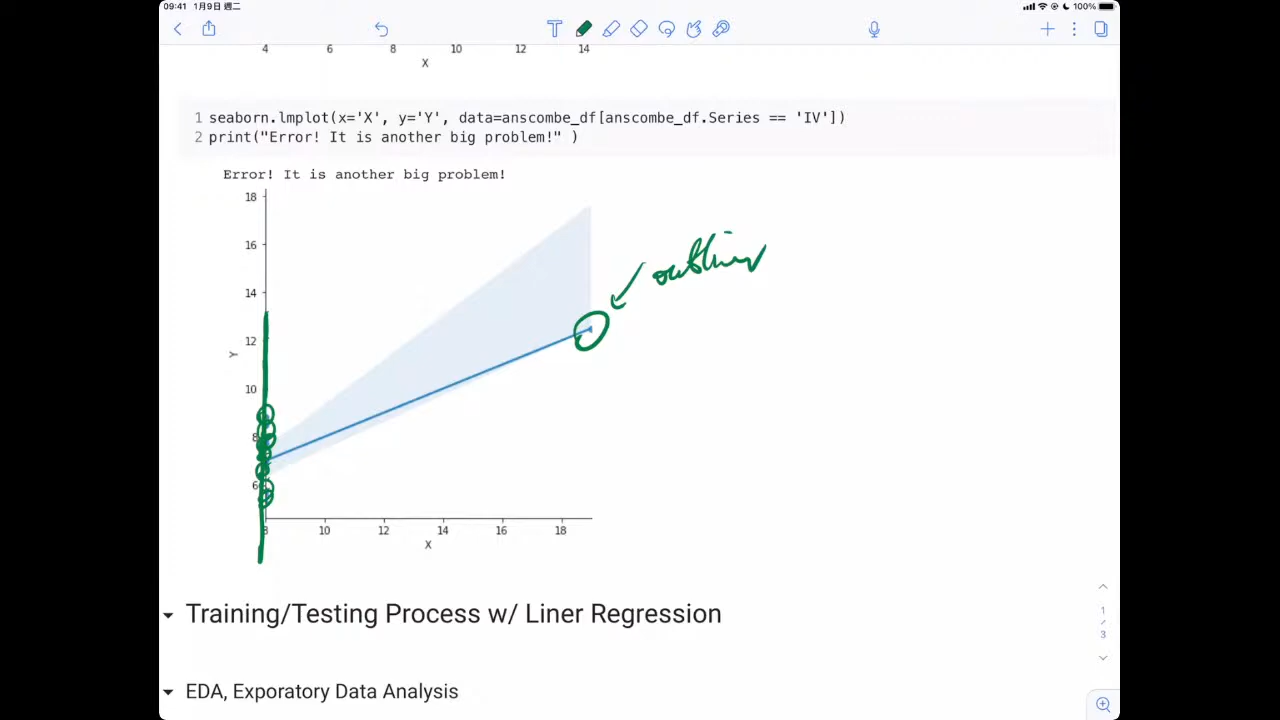 09:41 1月9日 週二
100%
4 6 8 10 12 14
X
1 seaborn.lmplot(x='X', y='Y', data=anscombe_df[anscombe_df.Series == 'IV'])
2 print("Error! It is another big problem!" )
Error! It is another big problem!
18
16
14
12
10
8
6
Y
8 10 12 14 16 18
X
outlier
Training/Testing Process w/ Liner Regression
EDA, Exporatory Data Analysis
1
/
3